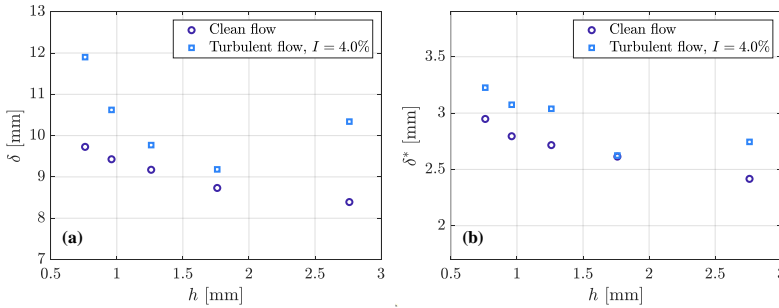 13
12
11
10
9
8
7
δ [mm]
Clean flow
Turbulent flow, I = 4.0%
(a)
0.5 1 1.5 2 2.5 3
h [mm]
3.5
3
2.5
2
δ* [mm]
Clean flow
Turbulent flow, I = 4.0%
(b)
0.5 1 1.5 2 2.5 3
h [mm]